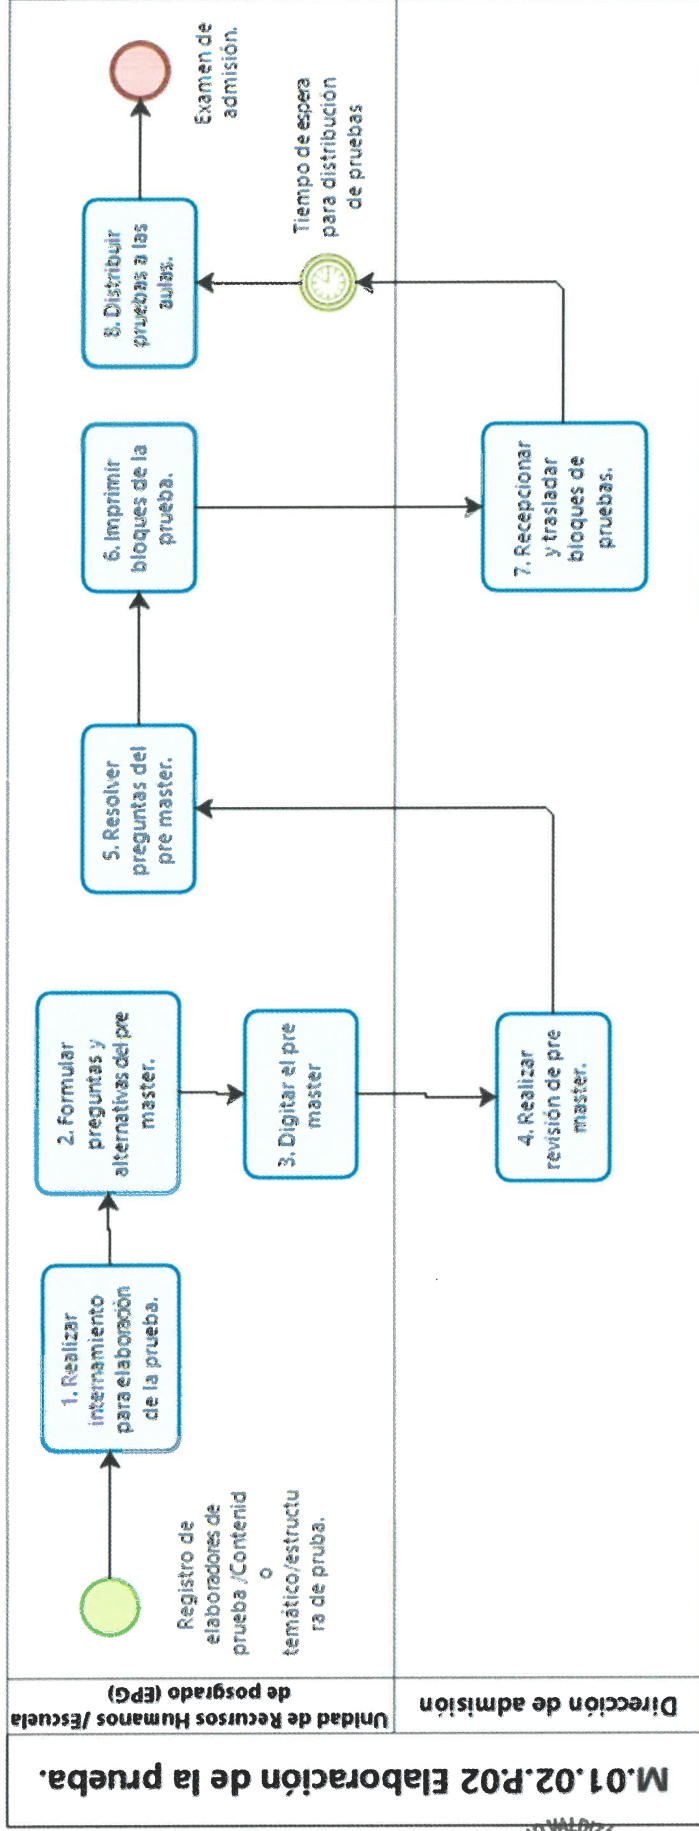 M.01.02.P02 Elaboración de la prueba.
Unidad de Recursos Humanos /Escuela
de posgrado (EPG)
Dirección de admisión
Registro de
elaboradores de
prueba /Contenid
o
temático/estructu
ra de pruba.
1. Realizar
internamiento
para elaboración
de la prueba.
2. Formular
preguntas y
alternativas del pre
master.
3. Digitar el pre
master
4. Realizar
revisión de pre
master.
5. Resolver
preguntas del
pre master.
6. Imprimir
bloques de la
prueba.
7. Recepcionar
y trasladar
bloques de
pruebas.
Tiempo de espera
para distribución
de pruebas
8. Distribuir
pruebas a las
aulas.
Examen de
admisión.